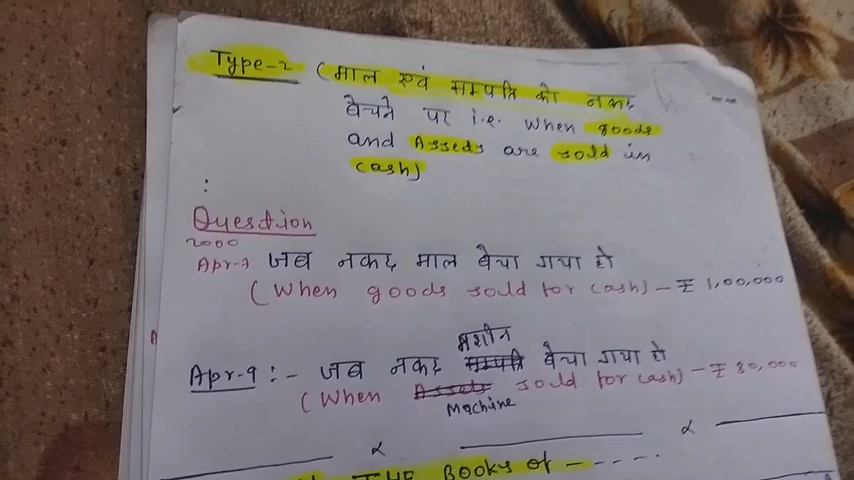 Type-2 (माल एवं सम्पति को नकद
बेचने पर i.e. when goods
and Assets are sold in
cash)
:
Question
2000
Apr-7 जब नकद माल बेचा गया हो
(When goods sold for cash) - ₹ 1,00,000
मशीन
Apr-9 :- जब नकद सम्पति बेचा गया हो
(When Assets sold for cash) - ₹ 80,000
Machine
THE BOOKS OF -----.